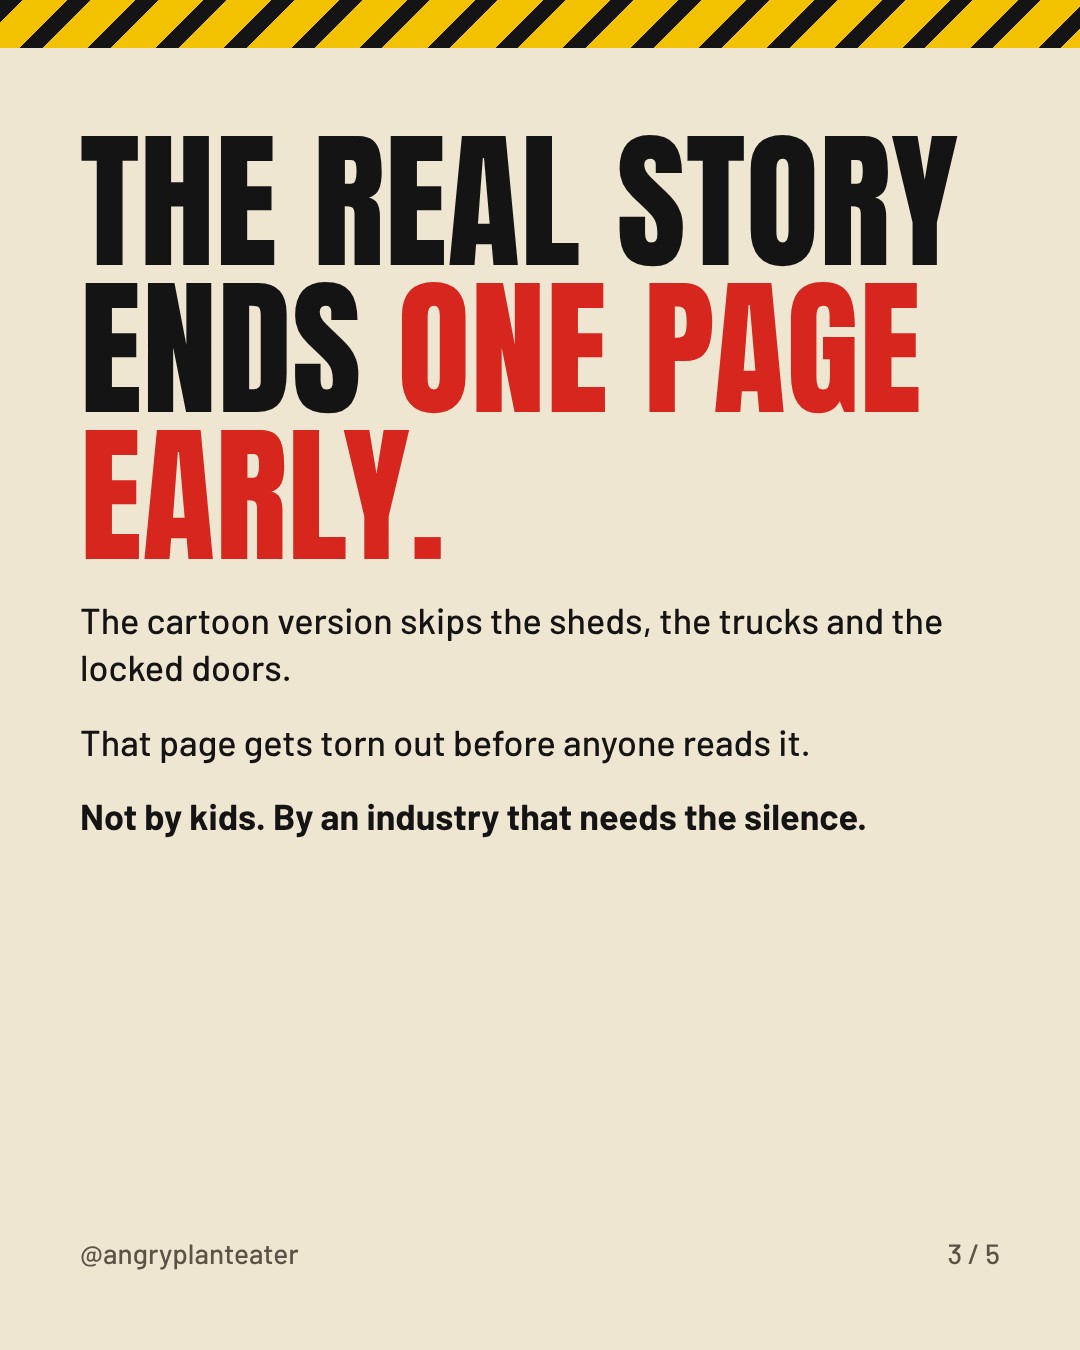 THE REAL STORY
ENDS ONE PAGE
EARLY.
The cartoon version skips the sheds, the trucks and the
locked doors.
That page gets torn out before anyone reads it.
Not by kids. By an industry that needs the silence.
@angryplanteater
3 / 5